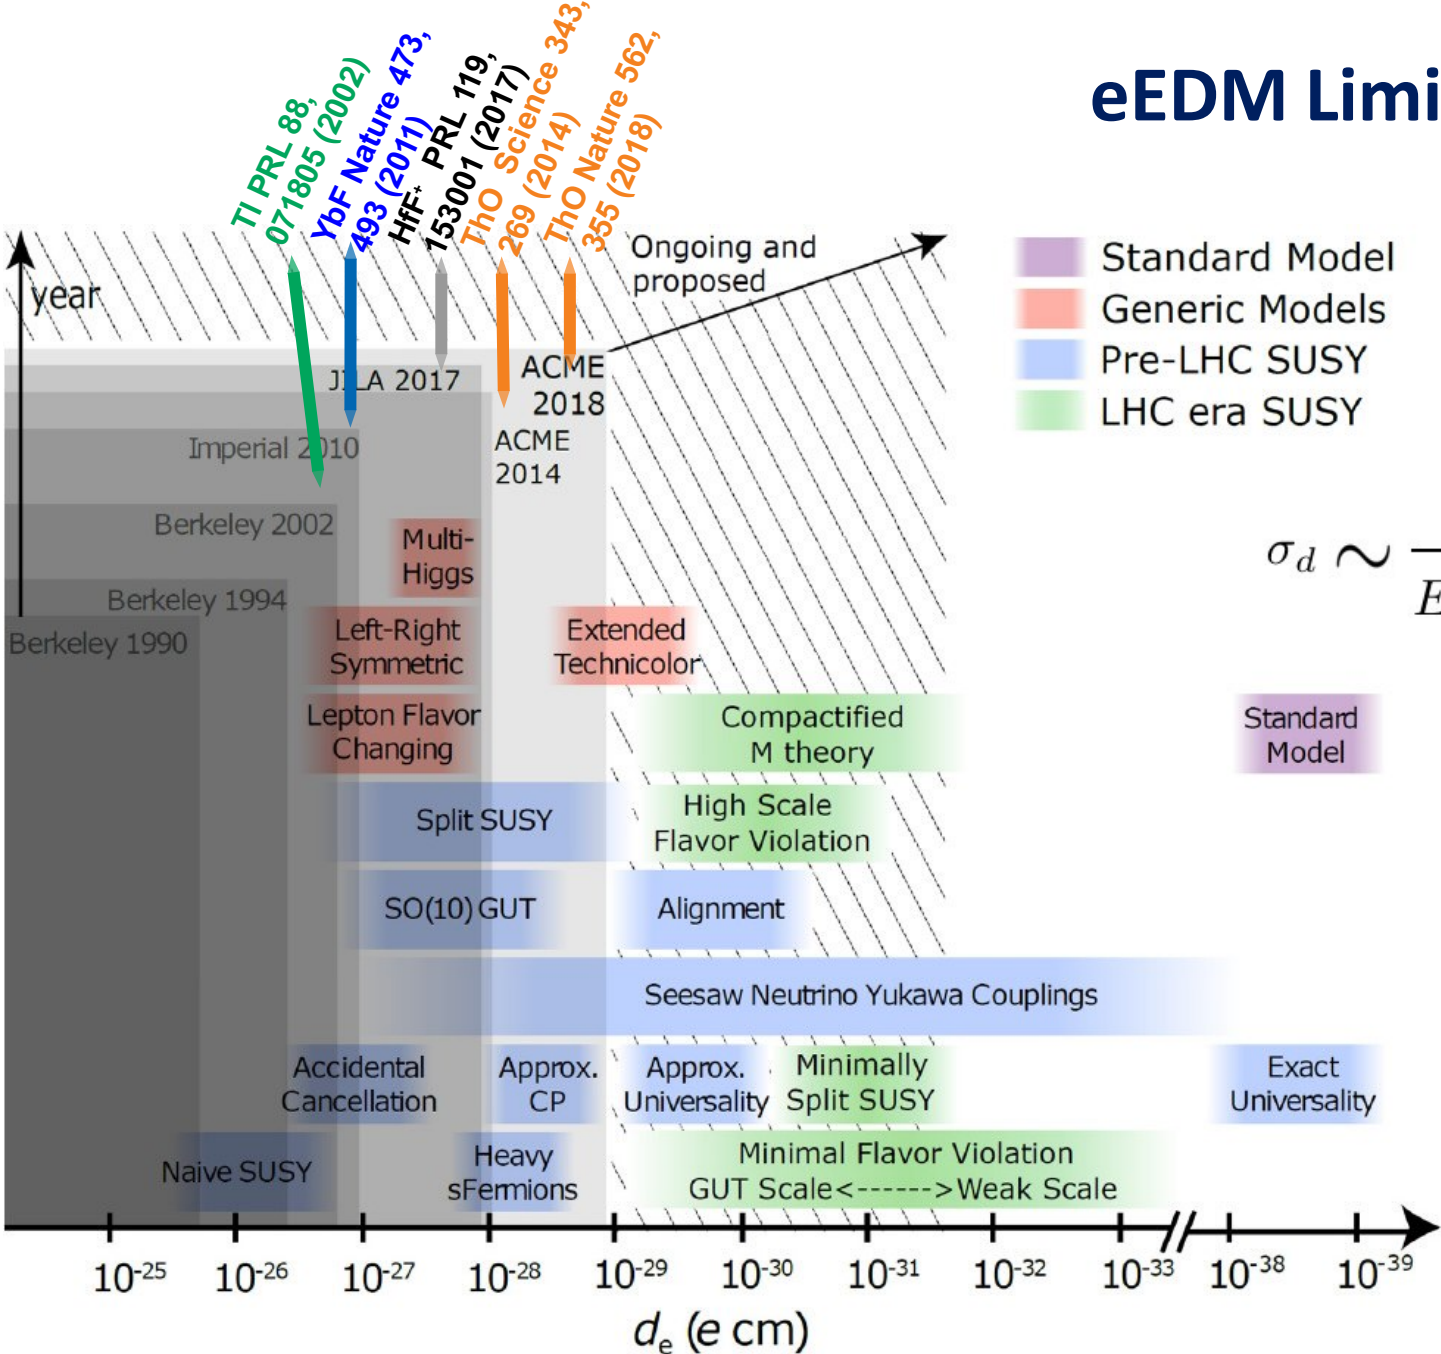 eEDM Limi
Tl PRL 88,
071805 (2002)
YbF Nature 473,
493 (2011)
HfF+ PRL 119,
153001 (2017)
ThO Science 343,
269 (2014)
ThO Nature 562,
355 (2018)
year
Ongoing and
proposed
Standard Model
Generic Models
Pre-LHC SUSY
LHC era SUSY
JILA 2017
ACME
2018
Imperial 2010
ACME
2014
Berkeley 2002
Berkeley 1994
Berkeley 1990
σd ∼
E
Multi-
Higgs
Left-Right
Symmetric
Extended
Technicolor
Lepton Flavor
Changing
Compactified
M theory
Standard
Model
Split SUSY
High Scale
Flavor Violation
SO(10) GUT
Alignment
Seesaw Neutrino Yukawa Couplings
Accidental
Cancellation
Approx.
CP
Approx.
Universality
Minimally
Split SUSY
Exact
Universality
Naive SUSY
Heavy
sFermions
Minimal Flavor Violation
GUT Scale<------>Weak Scale
10-25 10-26 10-27 10-28 10-29 10-30 10-31 10-32 10-33 10-38 10-39
de (e cm)